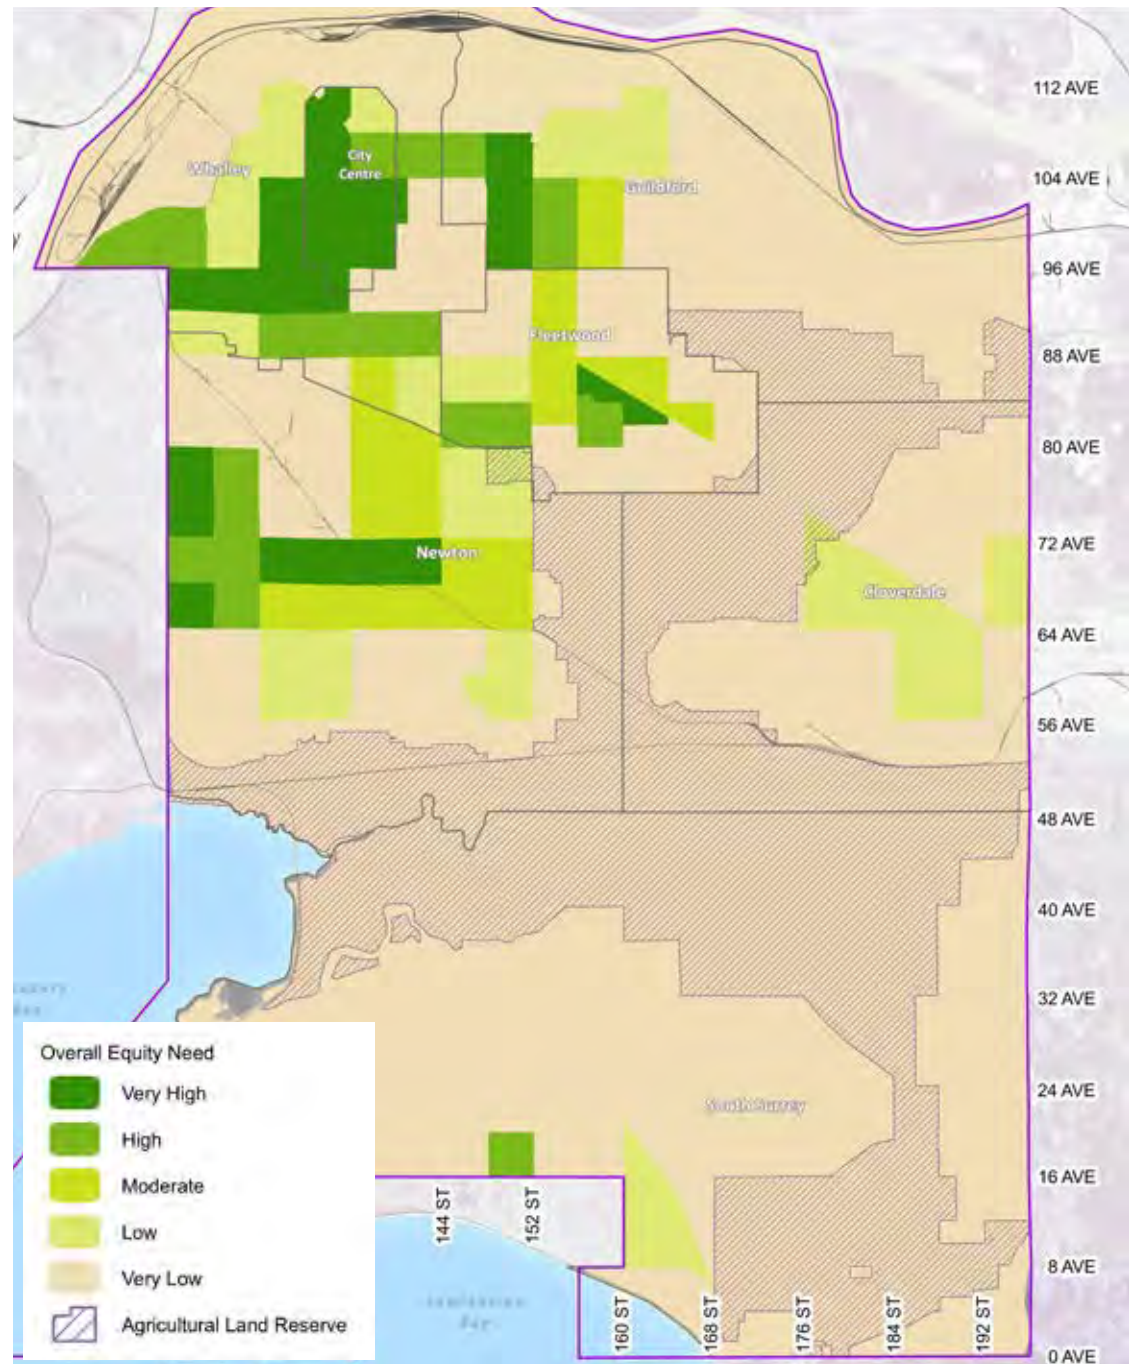 112 AVE
Whalley
City
Centre
104 AVE
Guildford
96 AVE
Fleetwood
88 AVE
80 AVE
72 AVE
Newton
Cloverdale
64 AVE
56 AVE
48 AVE
40 AVE
32 AVE
24 AVE
South Surrey
16 AVE
8 AVE
0 AVE
144 ST
152 ST
160 ST
168 ST
176 ST
184 ST
192 ST
Overall Equity Need
Very High
High
Moderate
Low
Very Low
Agricultural Land Reserve